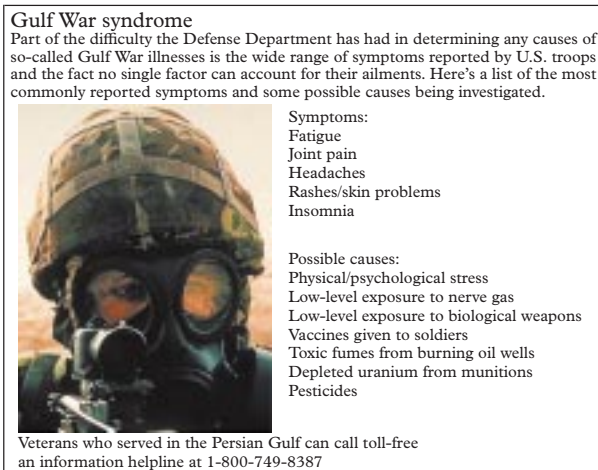 Gulf War syndrome
Part of the difficulty the Defense Department has had in determining any causes of
so-called Gulf War illnesses is the wide range of symptoms reported by U.S. troops
and the fact no single factor can account for their ailments. Here's a list of the most
commonly reported symptoms and some possible causes being investigated.
Symptoms:
Fatigue
Joint pain
Headaches
Rashes/skin problems
Insomnia
Possible causes:
Physical/psychological stress
Low-level exposure to nerve gas
Low-level exposure to biological weapons
Vaccines given to soldiers
Toxic fumes from burning oil wells
Depleted uranium from munitions
Pesticides
Veterans who served in the Persian Gulf can call toll-free
an information helpline at 1-800-749-8387